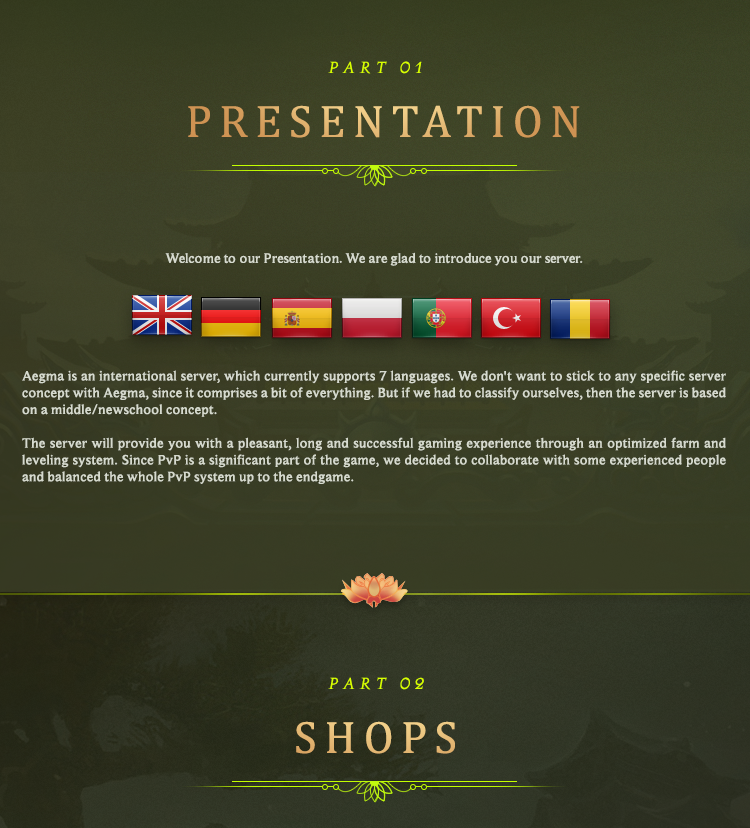 PART 01
PRESENTATION
Welcome to our Presentation. We are glad to introduce you our server.
Aegma is an international server, which currently supports 7 languages. We don't want to stick to any specific server
concept with Aegma, since it comprises a bit of everything. But if we had to classify ourselves, then the server is based
on a middle/newschool concept.
The server will provide you with a pleasant, long and successful gaming experience through an optimized farm and
leveling system. Since PvP is a significant part of the game, we decided to collaborate with some experienced people
and balanced the whole PvP system up to the endgame.
PART 02
SHOPS